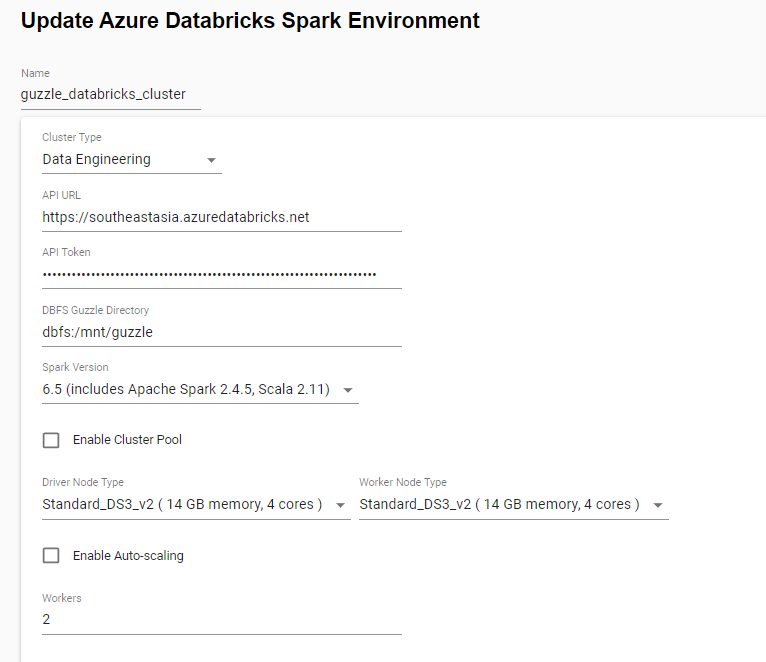 Update Azure Databricks Spark Environment
Name
guzzle_databricks_cluster
Cluster Type
Data Engineering
API URL
https://southeastasia.azuredatabricks.net
API Token
••••••••••••••••••••••••••••••••••••••••••••••••••••••••••••••••••••
DBFS Guzzle Directory
dbfs:/mnt/guzzle
Spark Version
6.5 (includes Apache Spark 2.4.5, Scala 2.11)
Enable Cluster Pool
Driver Node Type Worker Node Type
Standard_DS3_v2 ( 14 GB memory, 4 cores ) Standard_DS3_v2 ( 14 GB memory, 4 cores )
Enable Auto-scaling
Workers
2